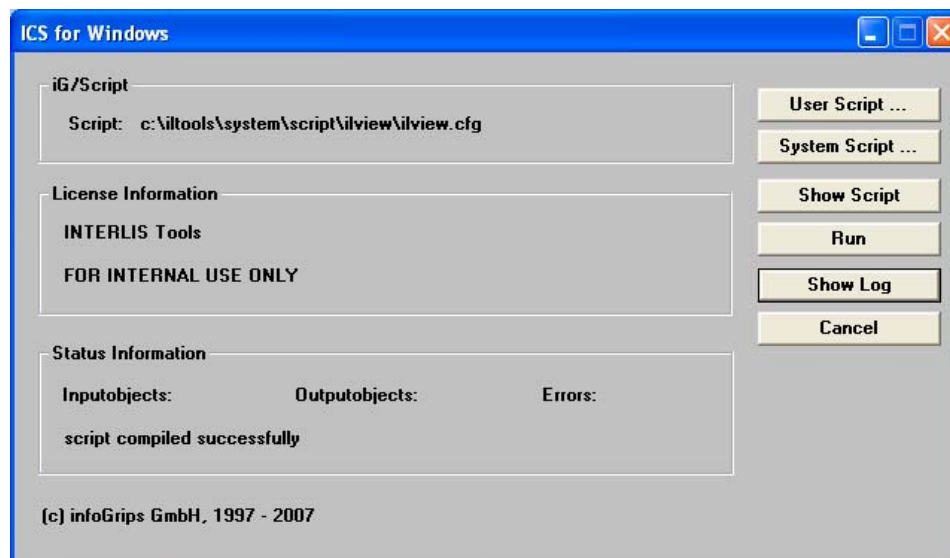 ICS for Windows
iG/Script
Script: c:\iltools\system\script\ilview\ilview.cfg
License Information
INTERLIS Tools
FOR INTERNAL USE ONLY
Status Information
Inputobjects: Outputobjects: Errors:
script compiled successfully
(c) infoGrips GmbH, 1997 - 2007
User Script ...
System Script ...
Show Script
Run
Show Log
Cancel